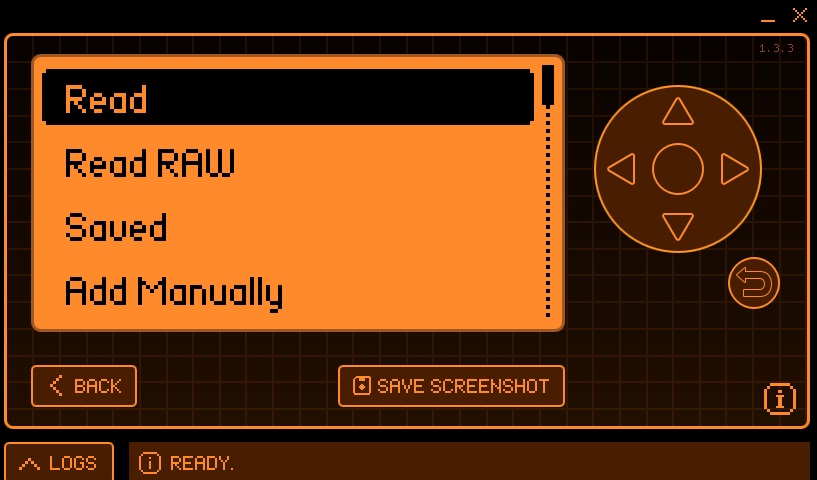 1.3.3
Read
Read RAW
Saved
Add Manually
BACK
SAVE SCREENSHOT
LOGS
READY.